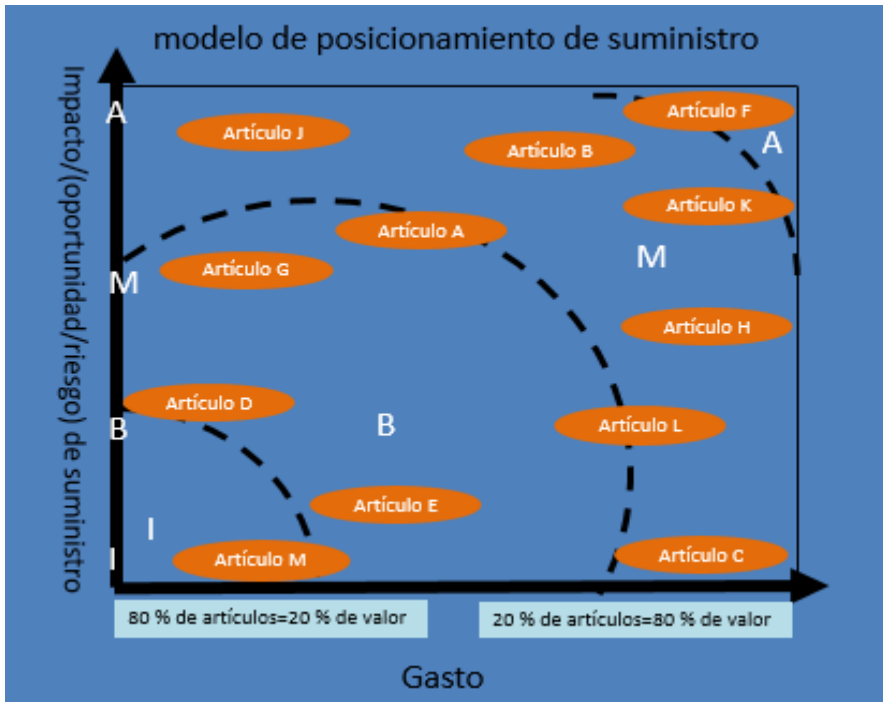 modelo de posicionamiento de suministro
Impacto/(oportunidad/riesgo) de suministro
A
M
B
I
Artículo F
Artículo J
A
Artículo B
Artículo K
Artículo A
M
Artículo G
Artículo H
Artículo D
B
Artículo L
Artículo E
I
Artículo M
Artículo C
80 % de artículos=20 % de valor
20 % de artículos=80 % de valor
Gasto